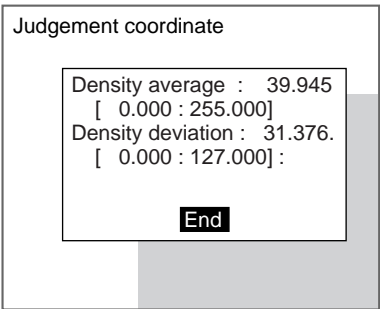 Judgement coordinate
Density average : 39.945
[ 0.000 : 255.000]
Density deviation : 31.376.
[ 0.000 : 127.000] :
End